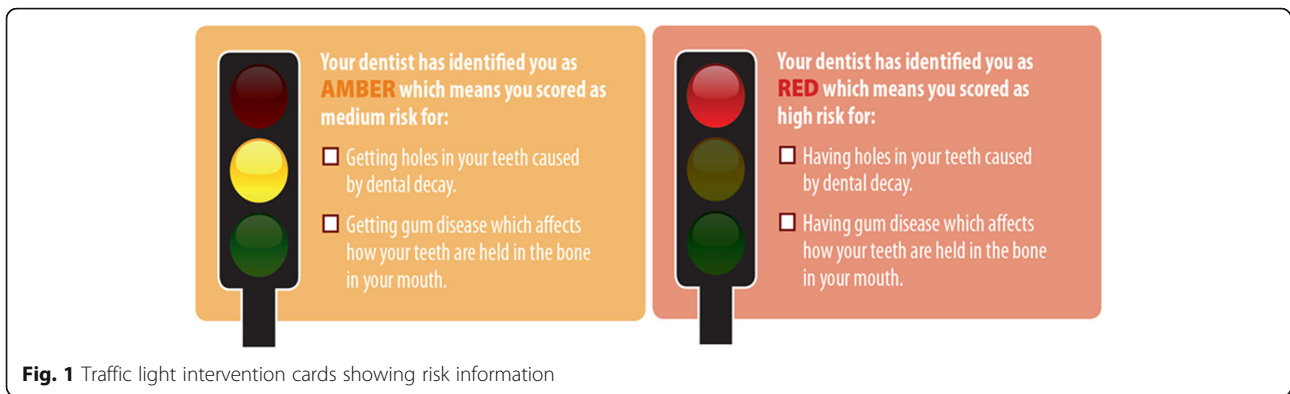 Your dentist has identified you as
AMBER which means you scored as
medium risk for:
Getting holes in your teeth caused
by dental decay.
Getting gum disease which affects
how your teeth are held in the bone
in your mouth.
Your dentist has identified you as
RED which means you scored as
high risk for:
Having holes in your teeth caused
by dental decay.
Having gum disease which affects
how your teeth are held in the bone
in your mouth.
Fig. 1 Traffic light intervention cards showing risk information